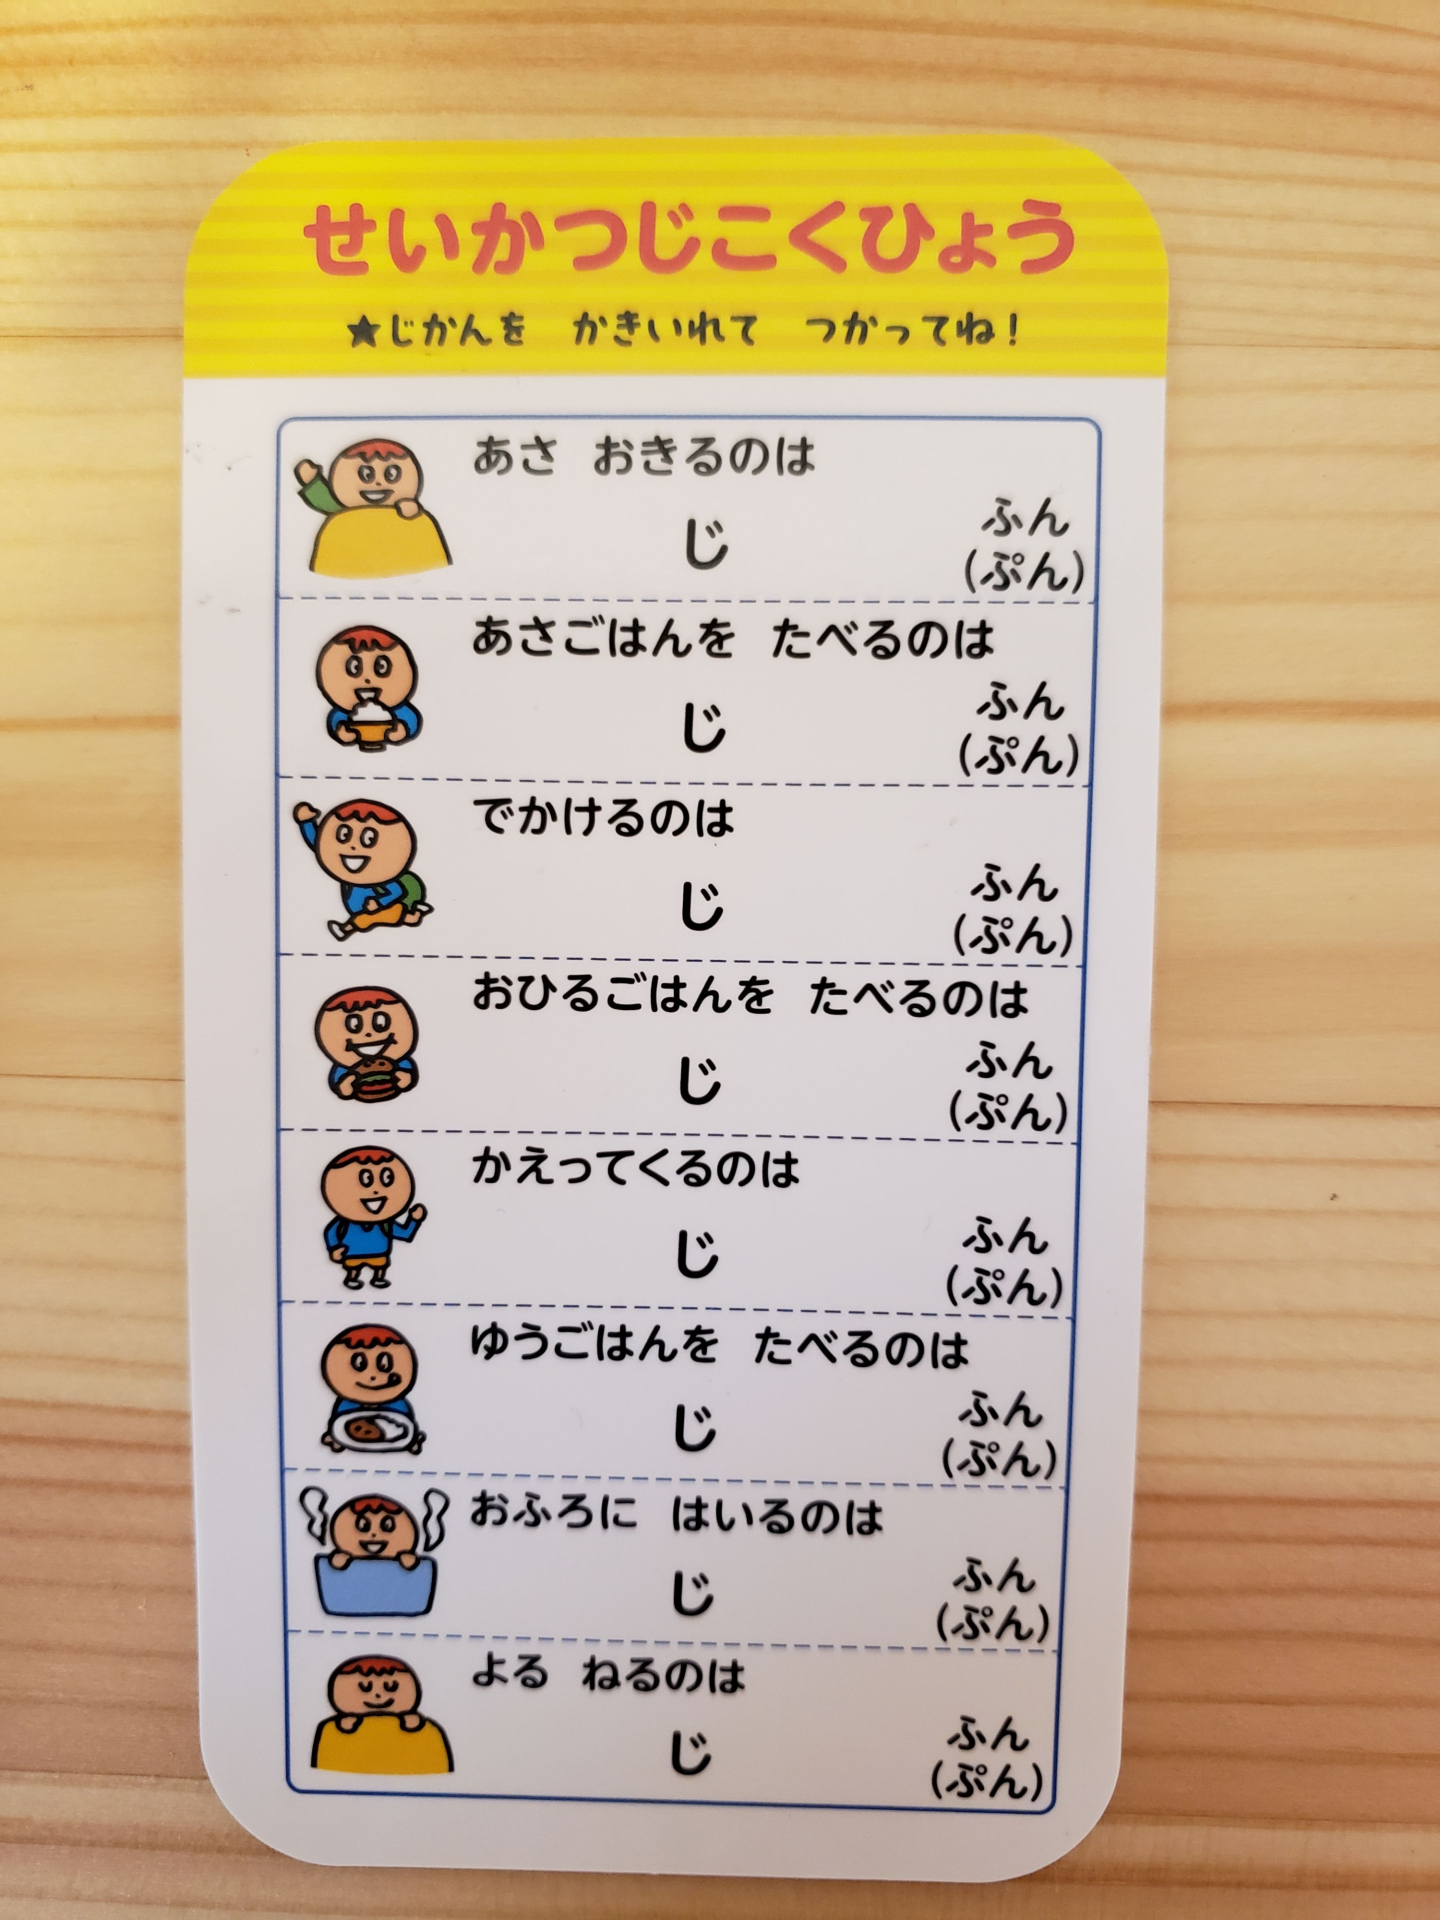 せいかつじこくひょう
★じかんを　かきいれて　つかってね！
あさ　おきるのは
じ　ふん
(ぷん)
あさごはんを　たべるのは
じ　ふん
(ぷん)
でかけるのは
じ　ふん
(ぷん)
おひるごはんを　たべるのは
じ　ふん
(ぷん)
かえってくるのは
じ　ふん
(ぷん)
ゆうごはんを　たべるのは
じ　ふん
(ぷん)
おふろに　はいるのは
じ　ふん
(ぷん)
よる　ねるのは
じ　ふん
(ぷん)